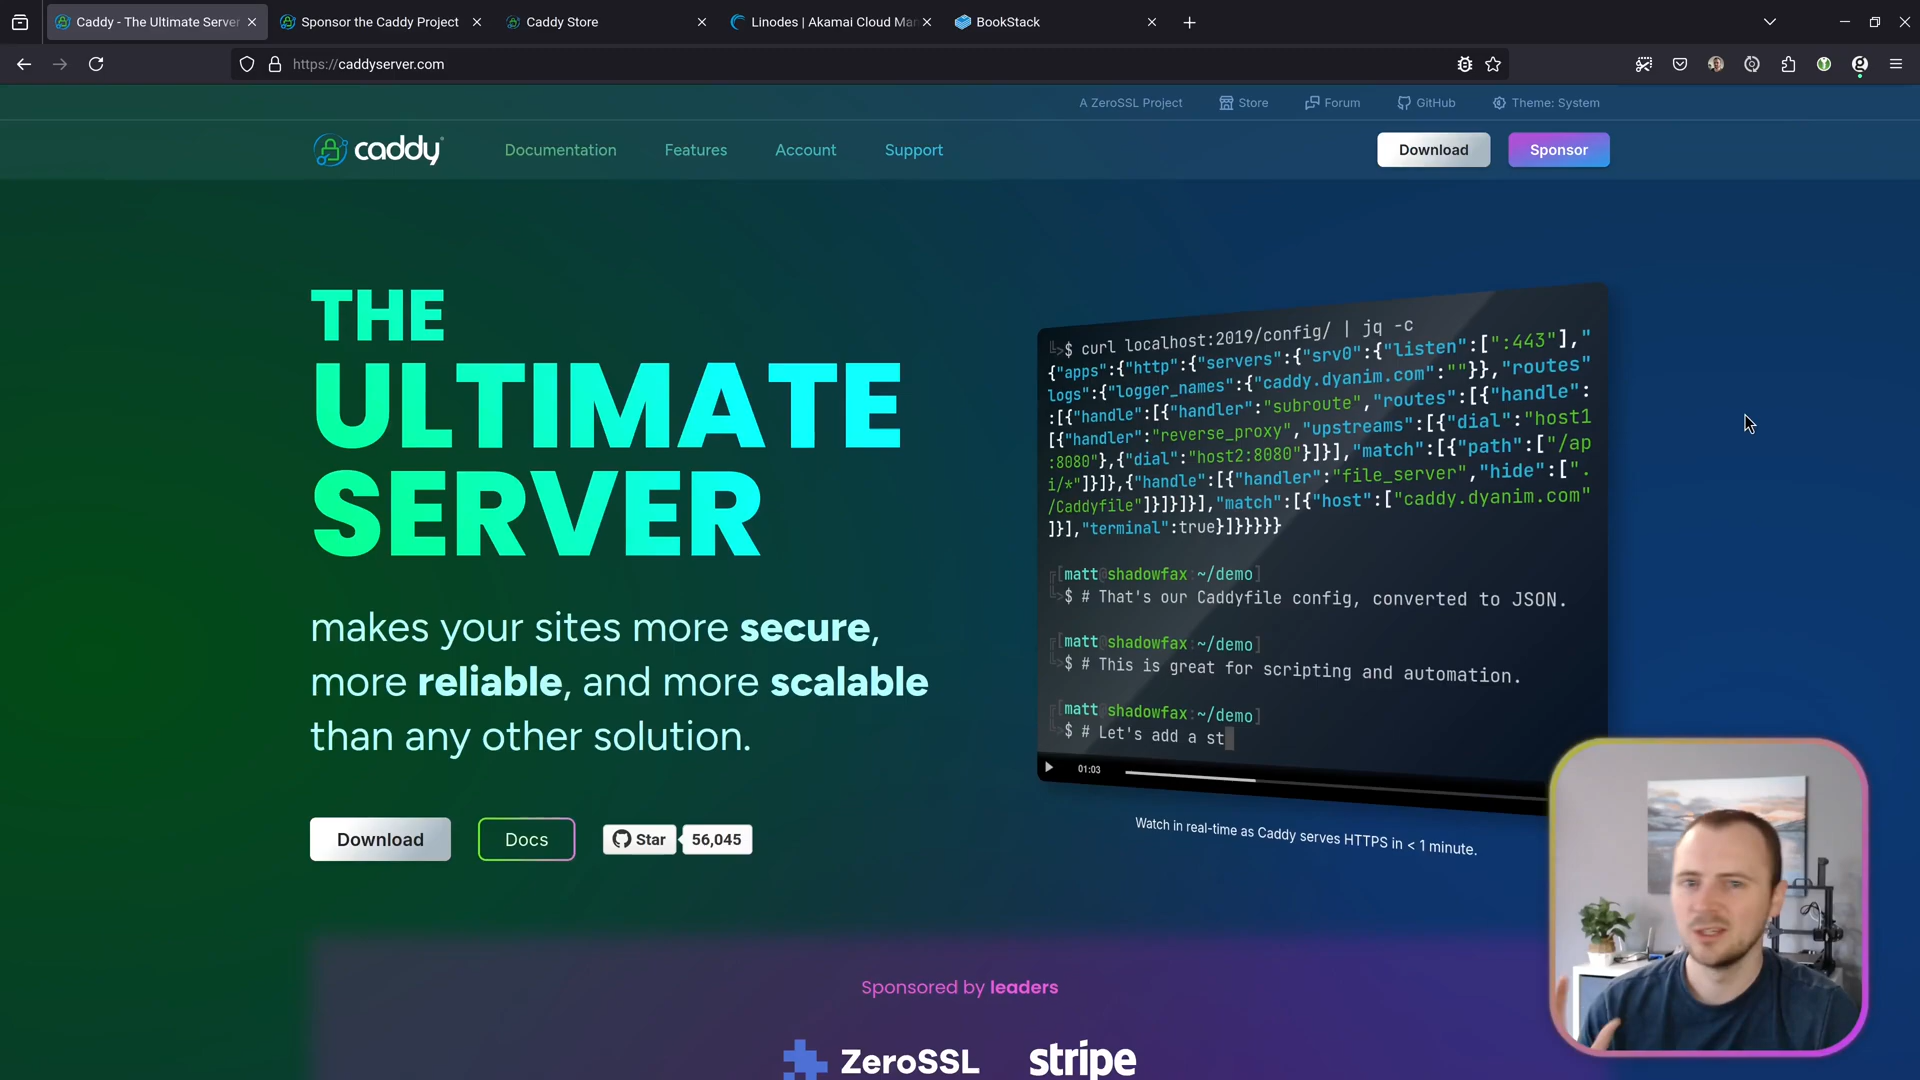 Caddy - The Ultimate Server
Sponsor the Caddy Project
Caddy Store
Linodes | Akamai Cloud Man
BookStack
https://caddyserver.com
A ZeroSSL Project
Store
Forum
GitHub
Theme: System
caddy
Documentation
Features
Account
Support
Download
Sponsor
THE
ULTIMATE
SERVER
makes your sites more secure,
more reliable, and more scalable
than any other solution.
Download
Docs
Star
56,045
$ curl localhost:2019/config/ | jq -c
{"apps":{"http":{"servers":{"srv0":{"listen":[":443"],"
logs":{"logger_names":{"caddy.dyanim.com":""}},"routes"
:[{"handle":[{"handler":"subroute","routes":[{"handle":
[{"handler":"reverse_proxy","upstreams":[{"dial":"host1
:8080"},{"dial":"host2:8080"}]}],"match":[{"path":["/ap
i/*"]}]},{"handle":[{"handler":"file_server","hide":[".
/Caddyfile"]}]}]}],"match":[{"host":["caddy.dyanim.com"
]}],"terminal":true}]}}}}}
[matt@shadowfax:~/demo]
$ # That's our Caddyfile config, converted to JSON.
[matt@shadowfax:~/demo]
$ # This is great for scripting and automation.
[matt@shadowfax:~/demo]
$ # Let's add a st
01:03
Watch in real-time as Caddy serves HTTPS in < 1 minute.
Sponsored by leaders
ZeroSSL
stripe